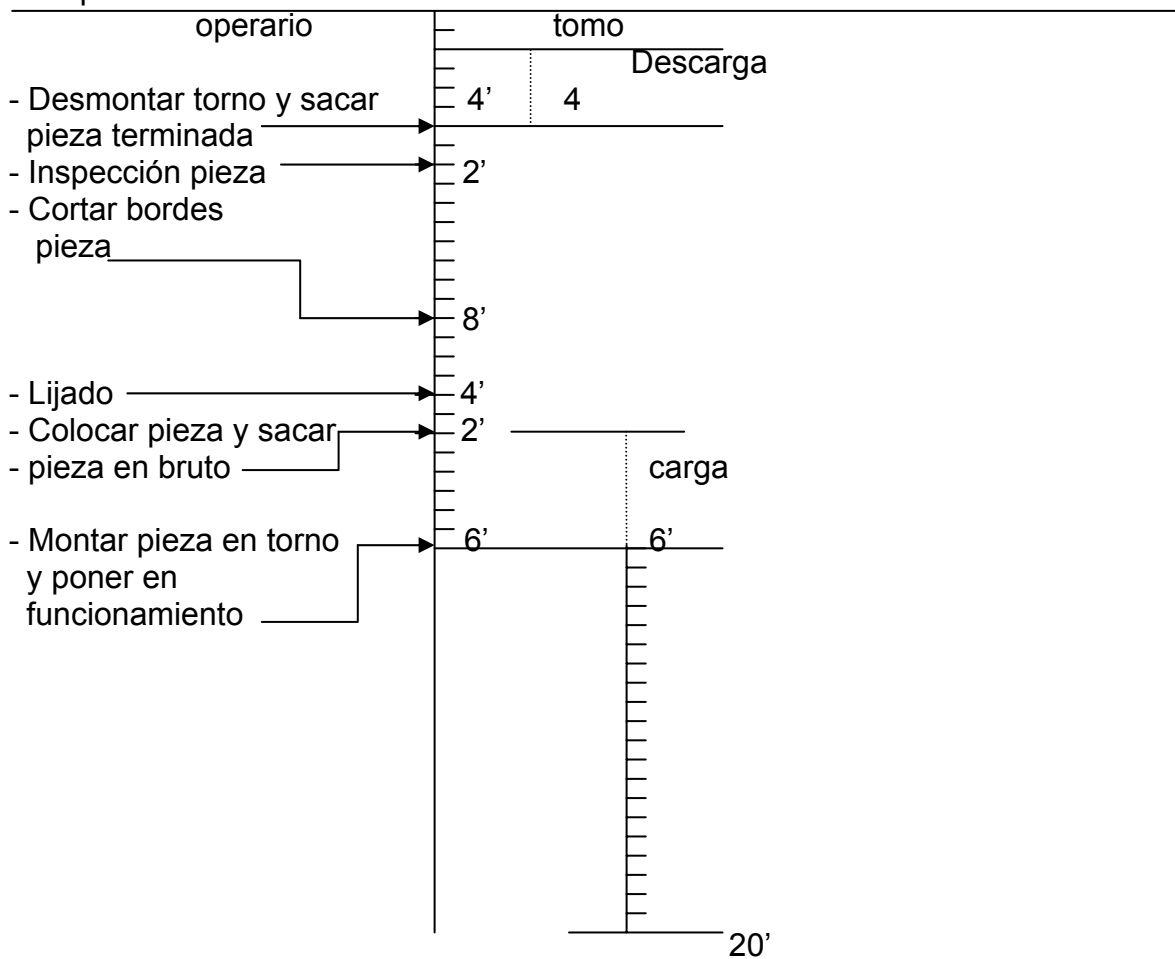 operario tomo
Descarga
- Desmontar torno y sacar 4' 4
pieza terminada
- Inspección pieza 2'
- Cortar bordes
pieza
8'
- Lijado 4'
- Colocar pieza y sacar 2'
- pieza en bruto carga
- Montar pieza en torno 6' 6'
y poner en
funcionamiento
20'